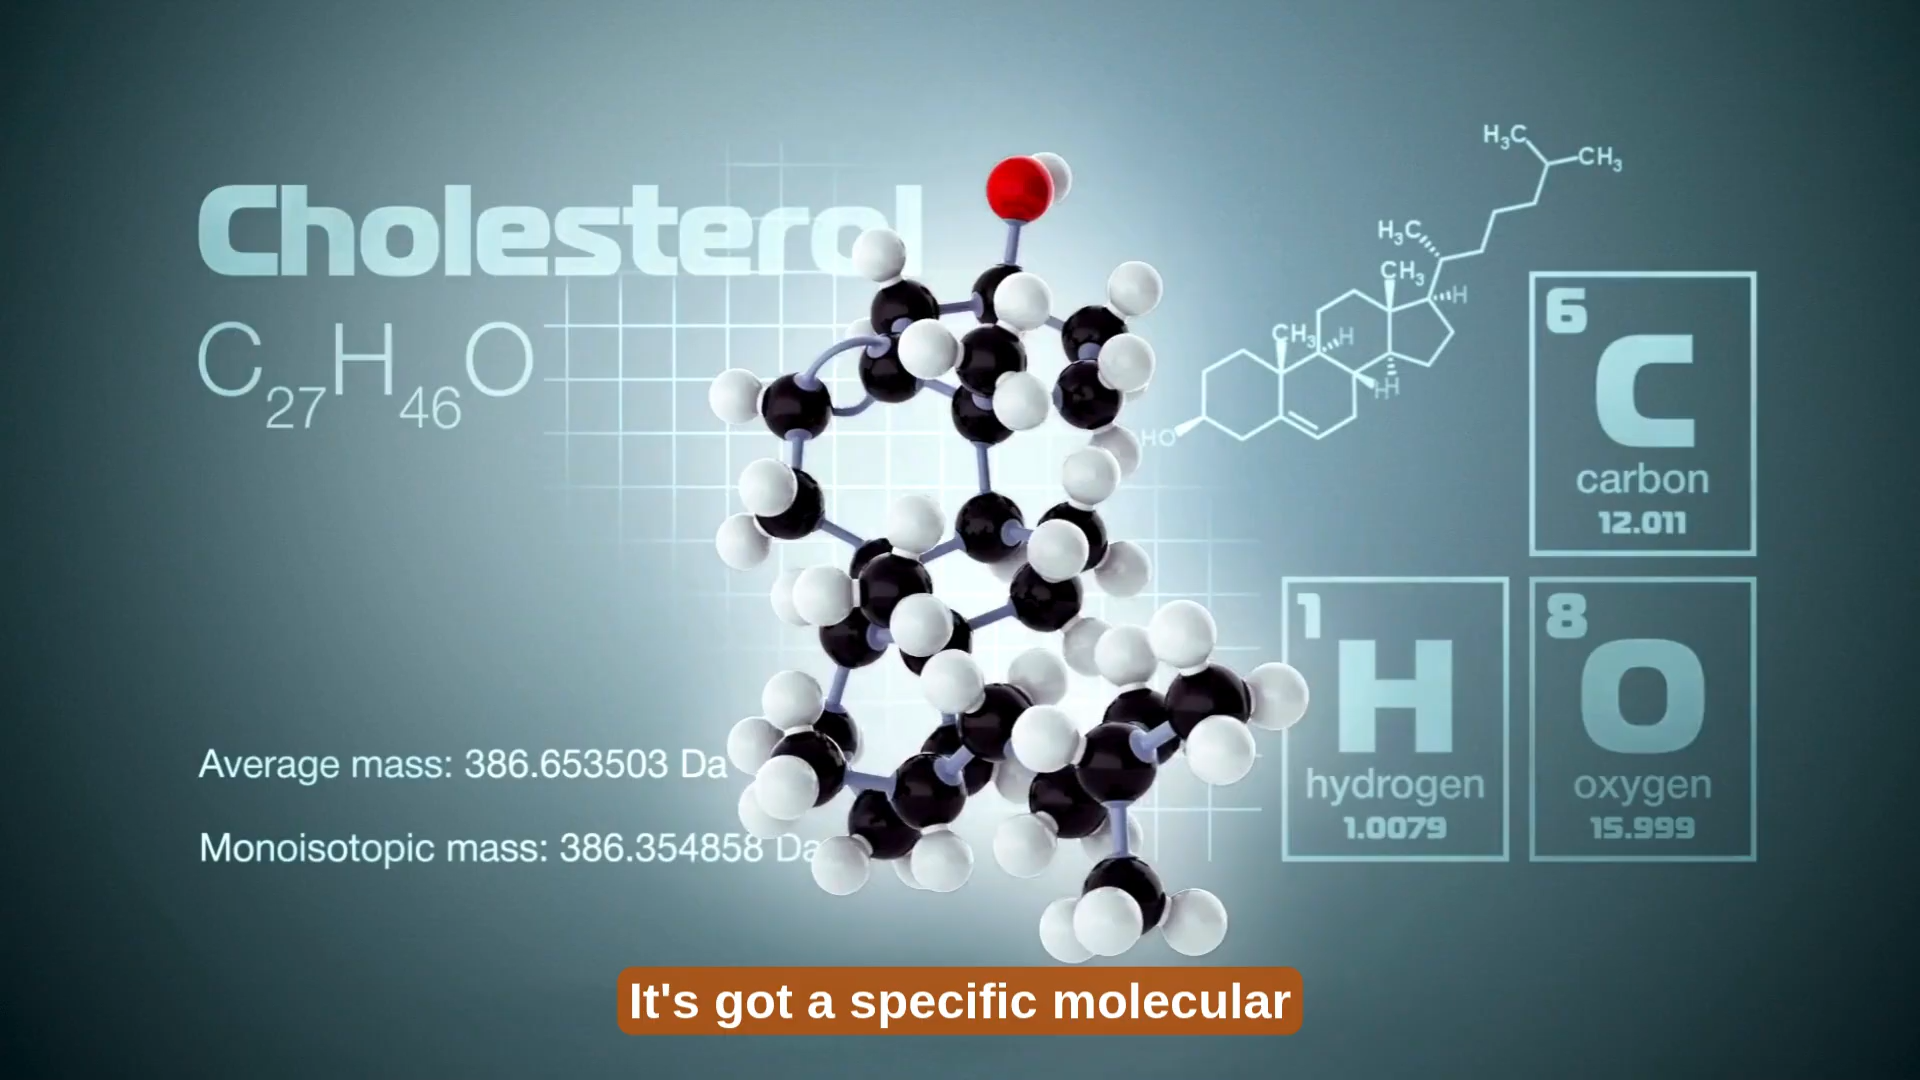 Cholesterol
C27H46O
H3C
CH3
H3C
CH3
H
CH3
H
H
H
HO
6
C
carbon
12.011
1
H
hydrogen
1.0079
8
O
oxygen
15.999
Average mass: 386.653503 Da
Monoisotopic mass: 386.354858 Da
It's got a specific molecular